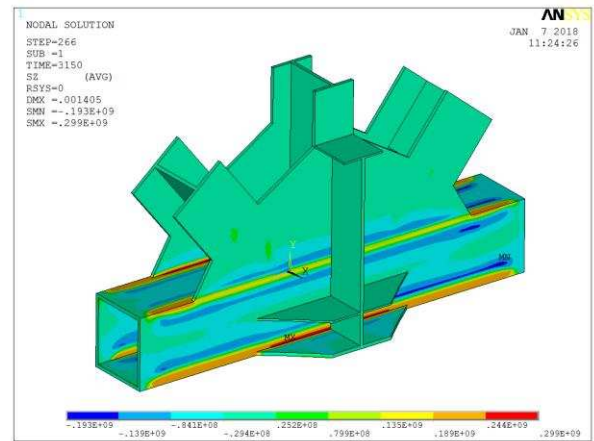 1
NODAL SOLUTION
STEP=266
SUB =1
TIME=3150
SZ (AVG)
RSYS=0
DMX =.001405
SMN =-.193E+09
SMX =.299E+09
ANSYS
JAN 7 2018
11:24:26
Y
X
MN
MX
-.193E+09 -.841E+08 .252E+08 .135E+09 .244E+09
-.139E+09 -.294E+08 .799E+08 .189E+09 .299E+09